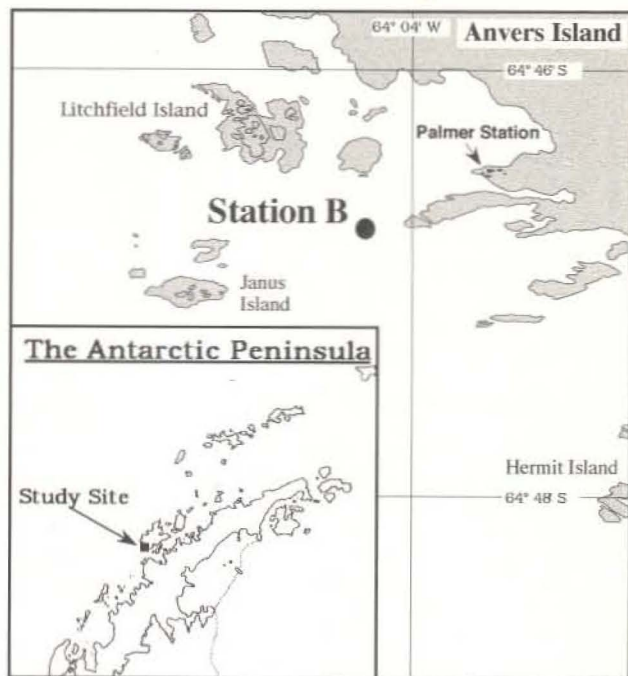 64° 04' W
Anvers Island
64° 46' S
Litchfield Island
Palmer Station
Station B
Janus
Island
The Antarctic Peninsula
Study Site
Hermit Island
64° 48' S